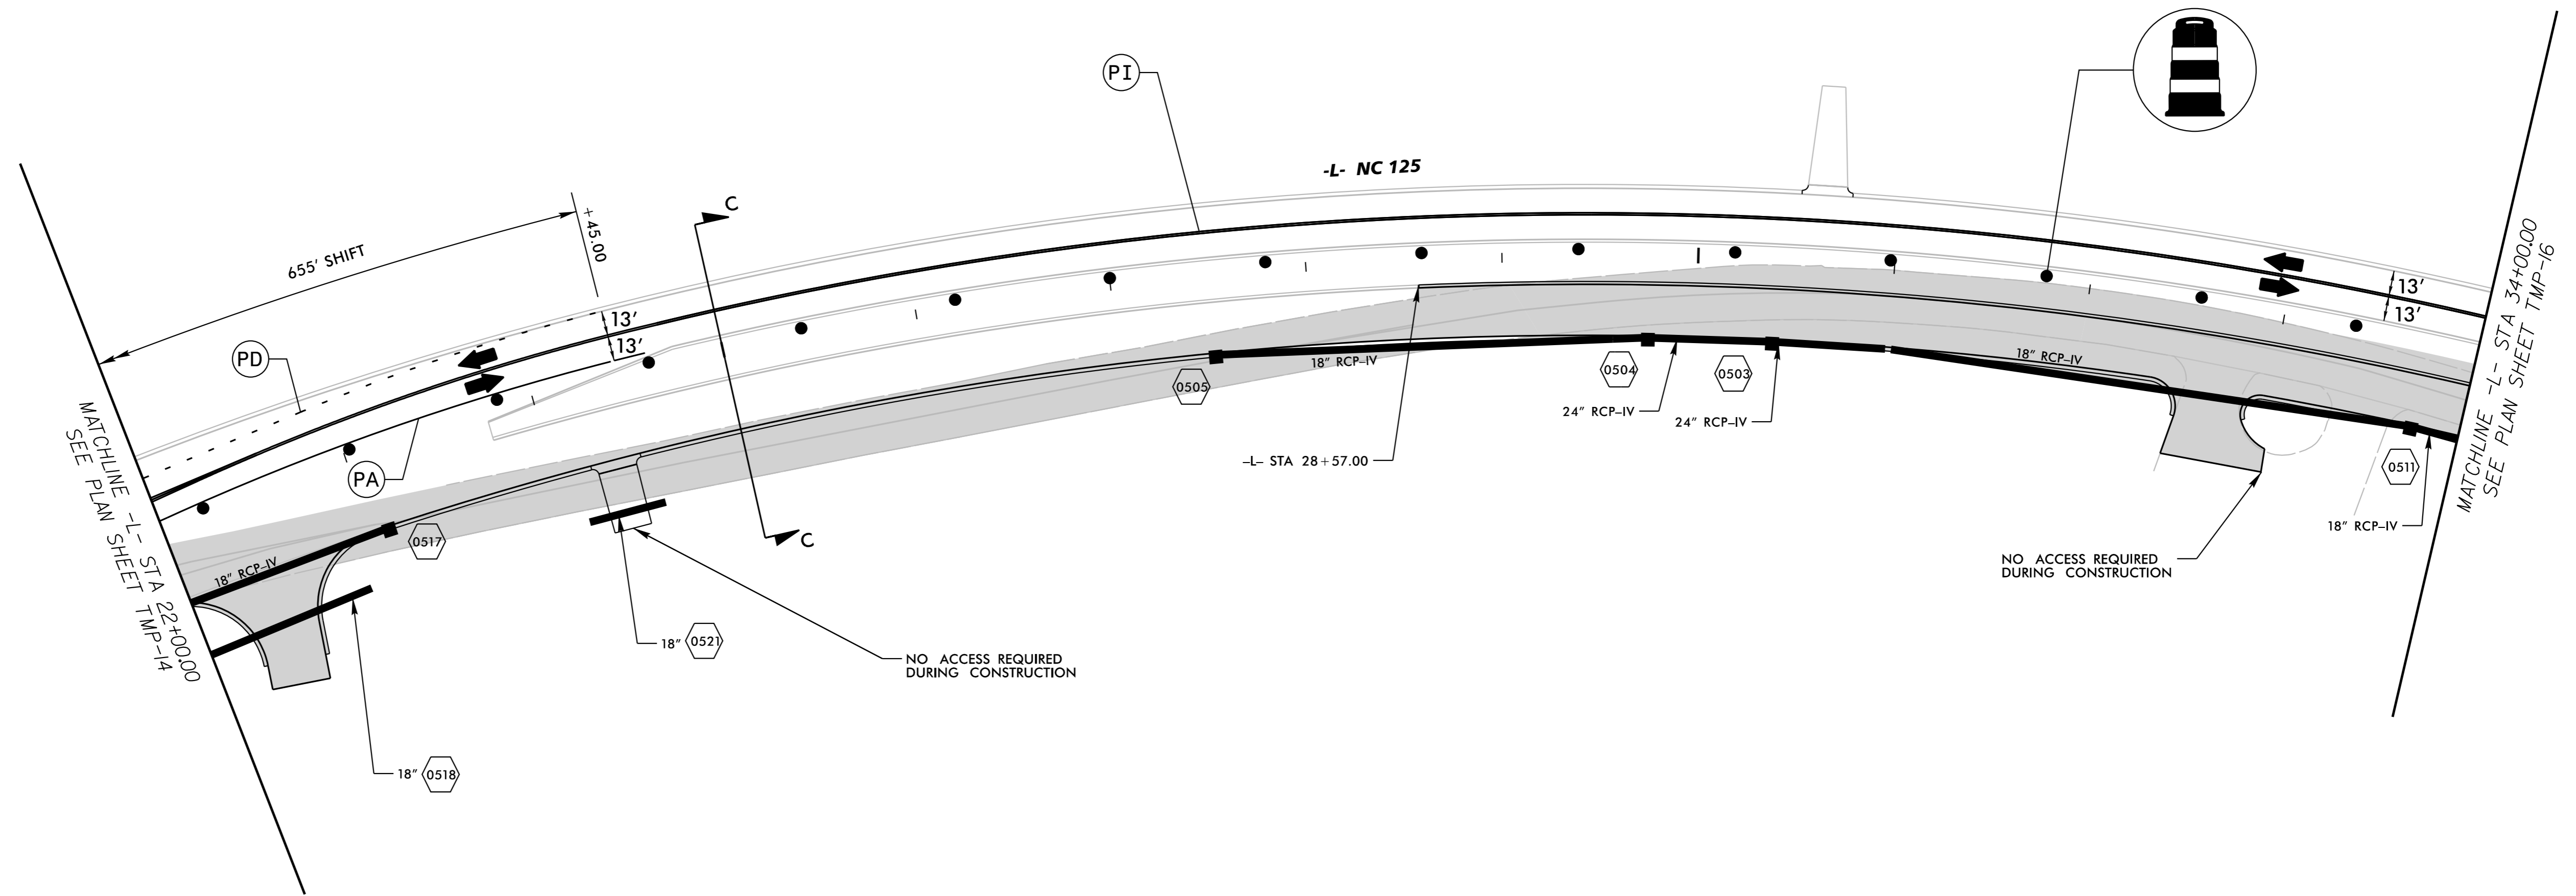 PI
-L- NC 125
C
+45.00
655' SHIFT
13'
13'
13'
13'
PD
PA
MATCHLINE -L- STA 22+00.00
SEE PLAN SHEET TMP-14
MATCHLINE -L- STA 34+00.00
SEE PLAN SHEET TMP-16
18" RCP-IV
0505
0504
0503
18" RCP-IV
24" RCP-IV
24" RCP-IV
-L- STA 28+57.00
0511
18" RCP-IV
NO ACCESS REQUIRED
DURING CONSTRUCTION
C
0517
18" RCP-IV
18" 0521
NO ACCESS REQUIRED
DURING CONSTRUCTION
18" 0518